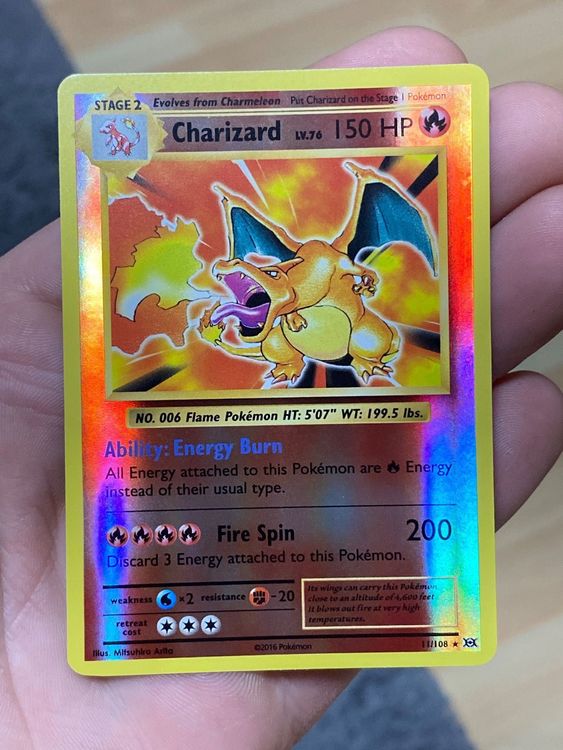 STAGE 2 Evolves from Charmeleon Put Charizard on the Stage 1 Pokémon
Charizard LV.76 150 HP
NO. 006 Flame Pokémon HT: 5'07" WT: 199.5 lbs.
Ability: Energy Burn
All Energy attached to this Pokémon are Energy
instead of their usual type.
Fire Spin 200
Discard 3 Energy attached to this Pokémon.
weakness ×2 resistance -20
retreat
cost
Its wings can carry this Pokémon
close to an altitude of 4,600 feet.
It blows out fire at very high
temperatures.
Illus. Mitsuhiro Arita
©2016 Pokémon
11/108 ★